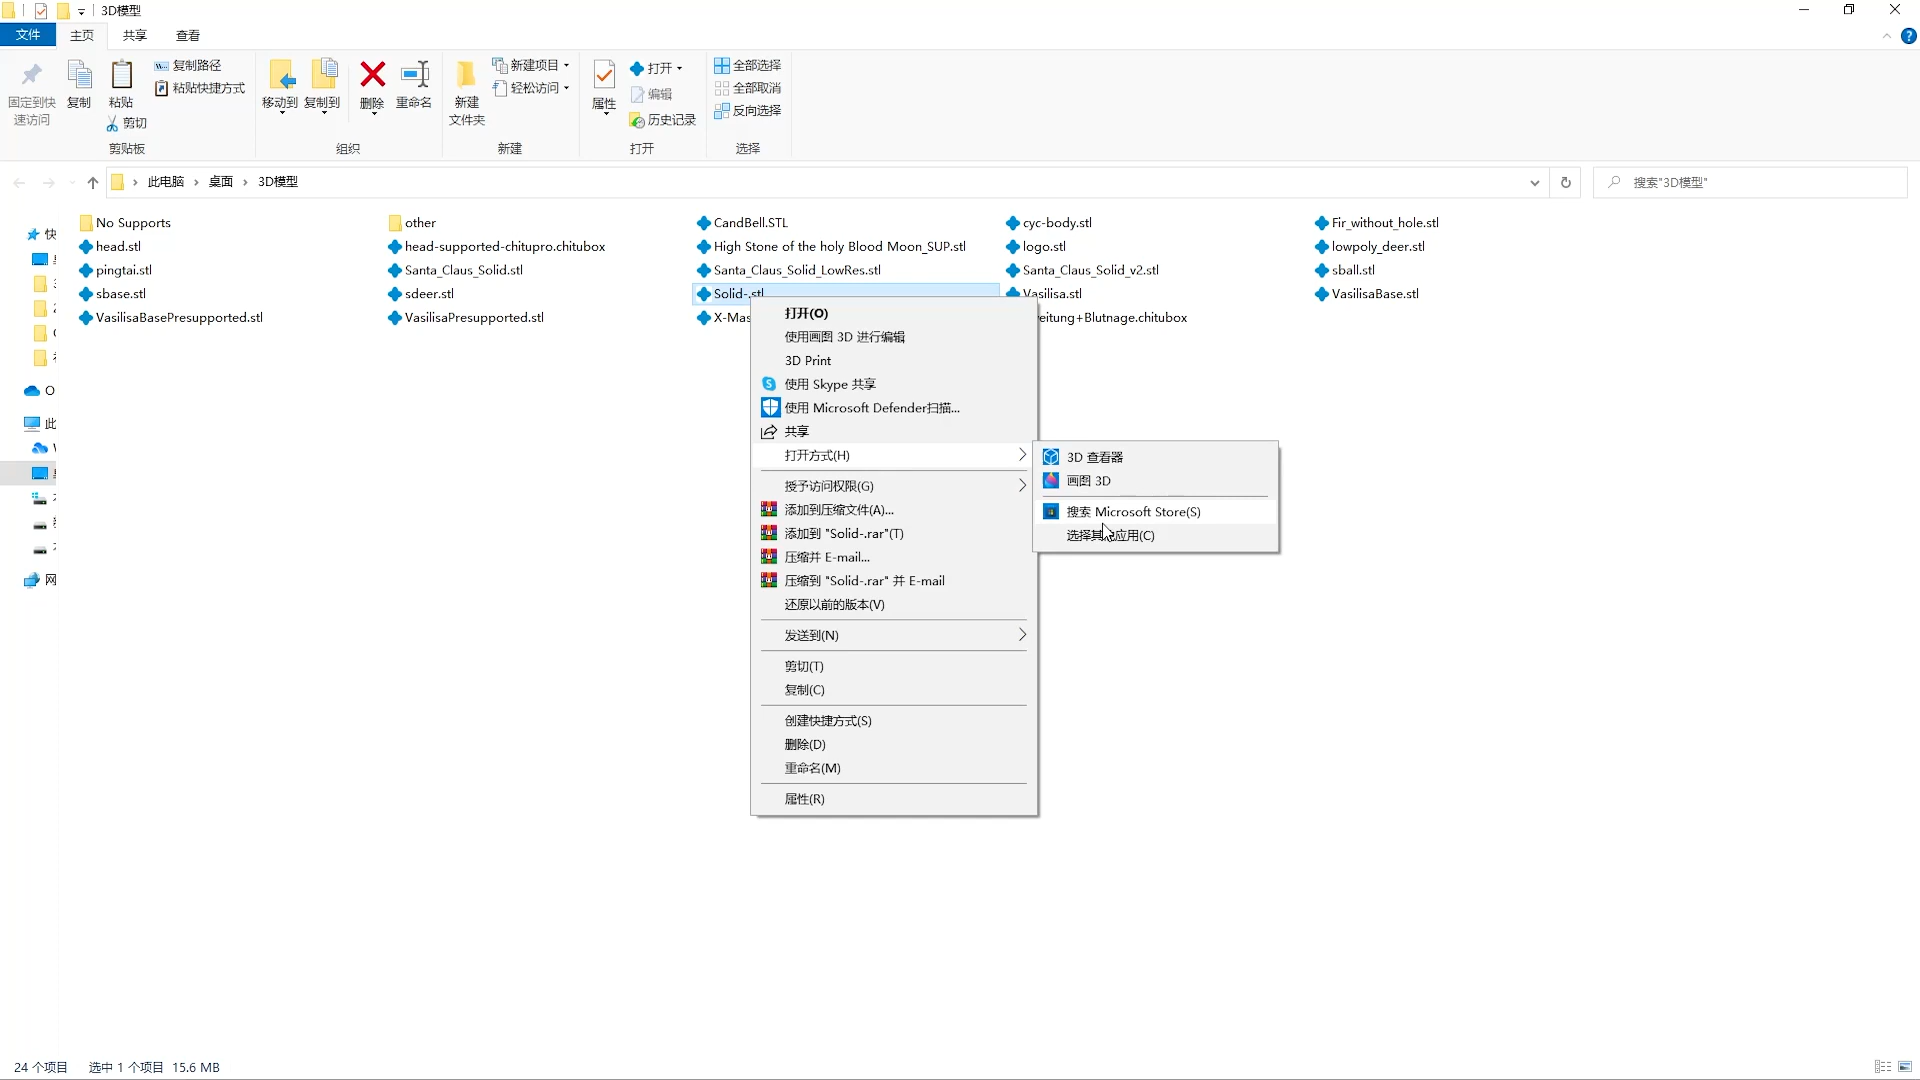 3D模型
文件 主页 共享 查看
固定到快速访问
复制
粘贴
复制路径
粘贴快捷方式
剪切
剪贴板
移动到
复制到
删除
重命名
组织
新建文件夹
新建项目
轻松访问
新建
属性
打开
编辑
历史记录
打开
全部选择
全部取消
反向选择
选择
此电脑 桌面 3D模型
搜索"3D模型"
快
O
此
网
No Supports other CandBell.STL cyc-body.stl Fir_without_hole.stl
head.stl head-supported-chitupro.chitubox High Stone of the holy Blood Moon_SUP.stl logo.stl lowpoly_deer.stl
pingtai.stl Santa_Claus_Solid.stl Santa_Claus_Solid_LowRes.stl Santa_Claus_Solid_v2.stl sball.stl
sbase.stl sdeer.stl Solid-.stl Vasilisa.stl VasilisaBase.stl
VasilisaBasePresupported.stl VasilisaPresupported.stl X-Mas eitung+Blutnage.chitubox
打开(O)
使用画图 3D 进行编辑
3D Print
使用 Skype 共享
使用 Microsoft Defender扫描...
共享
打开方式(H)
授予访问权限(G)
添加到压缩文件(A)...
添加到 "Solid-.rar"(T)
压缩并 E-mail...
压缩到 "Solid-.rar" 并 E-mail
还原以前的版本(V)
发送到(N)
剪切(T)
复制(C)
创建快捷方式(S)
删除(D)
重命名(M)
属性(R)
3D 查看器
画图 3D
搜索 Microsoft Store(S)
选择其 应用(C)
24 个项目 选中 1 个项目 15.6 MB